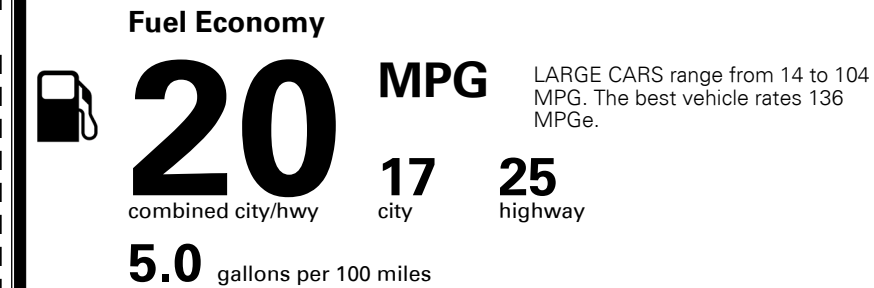 Fuel Economy
20 MPG
LARGE CARS range from 14 to 104
MPG. The best vehicle rates 136
MPGe.
17 25
combined city/hwy city highway
5.0 gallons per 100 miles